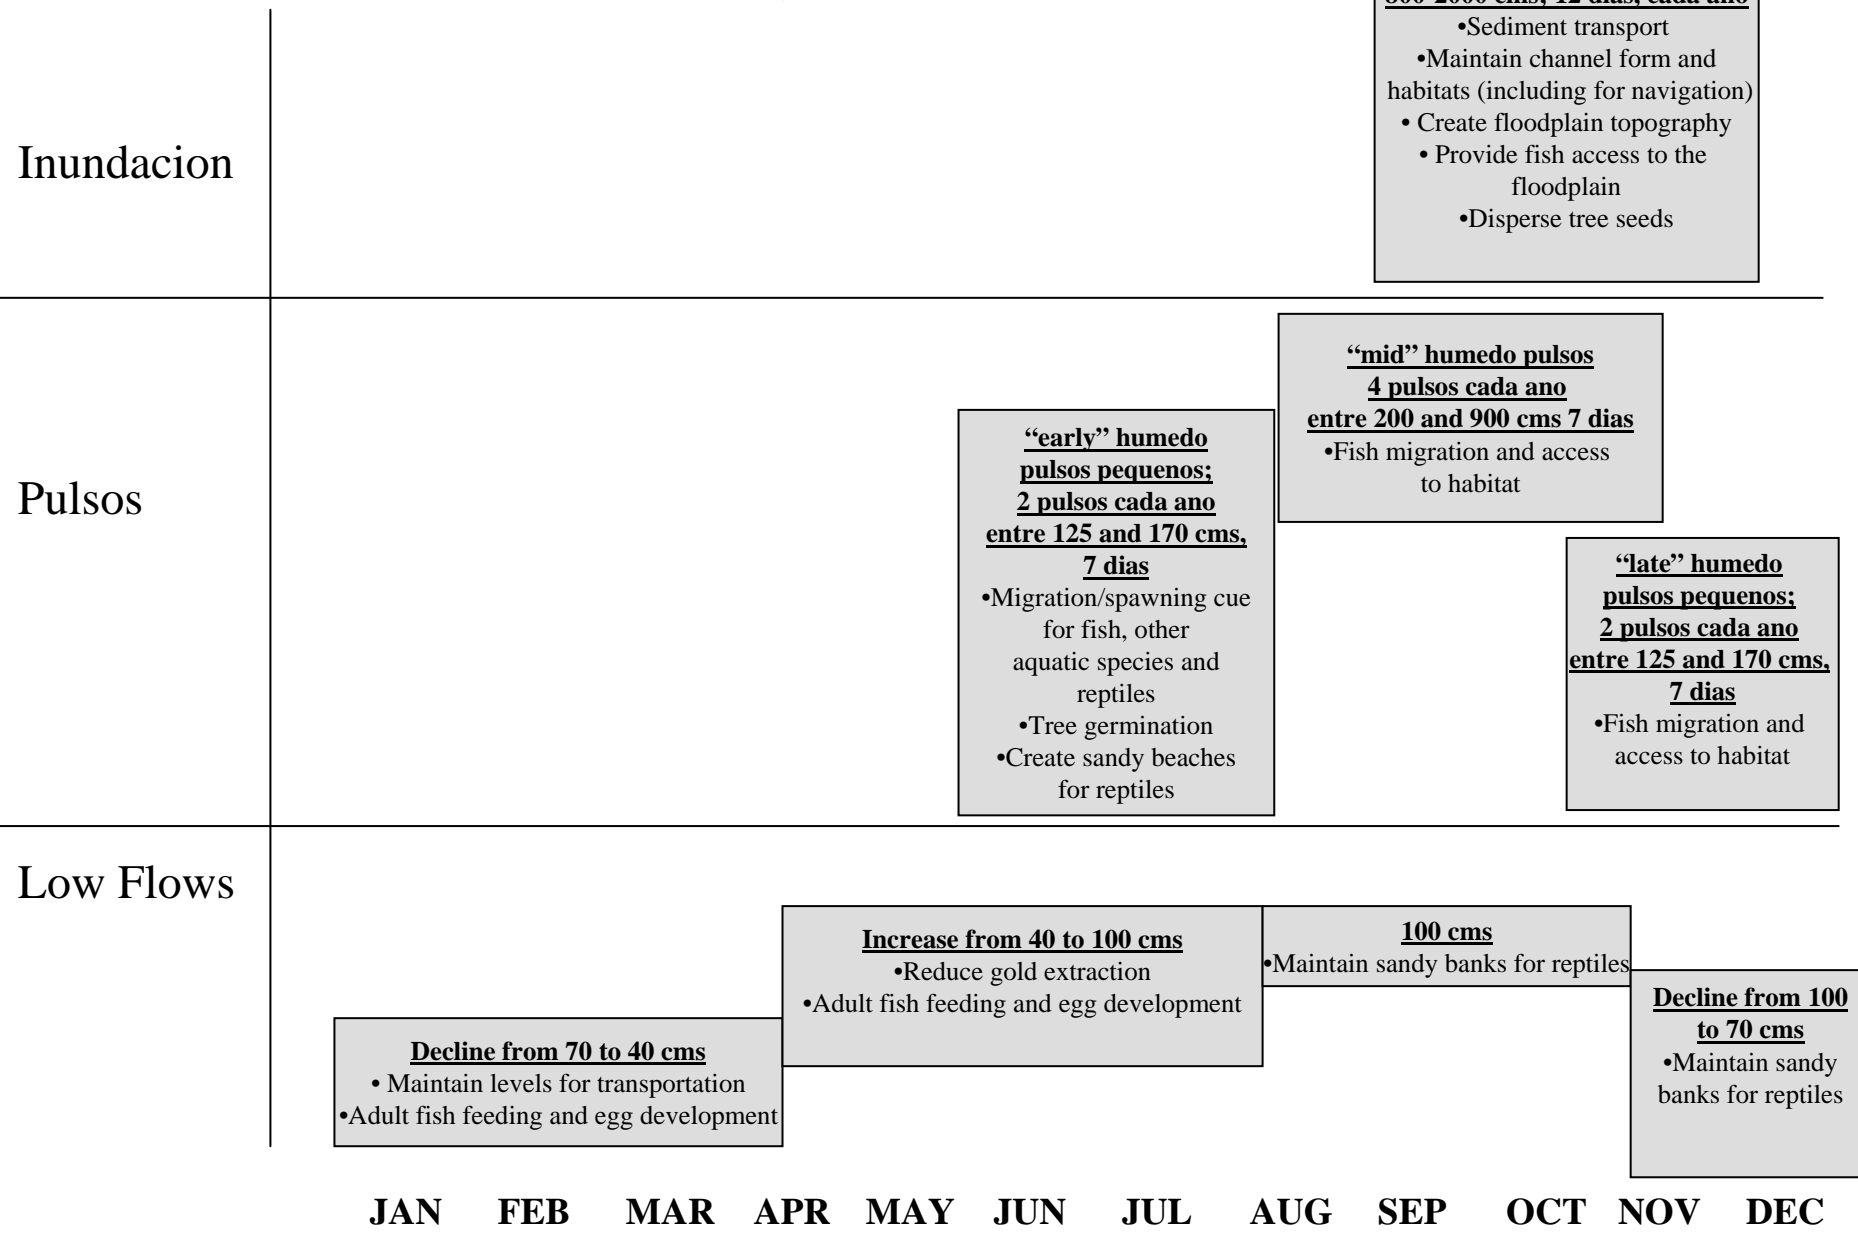 800-2000 cms, 12 dias, cada ano
•Sediment transport
•Maintain channel form and
habitats (including for navigation)
• Create floodplain topography
• Provide fish access to the
floodplain
•Disperse tree seeds
Inundacion
Pulsos
"early" humedo
pulsos pequenos;
2 pulsos cada ano
entre 125 and 170 cms,
7 dias
•Migration/spawning cue
for fish, other
aquatic species and
reptiles
•Tree germination
•Create sandy beaches
for reptiles
“mid” humedo pulsos
4 pulsos cada ano
entre 200 and 900 cms 7 dias
•Fish migration and access
to habitat
“late” humedo
pulsos pequenos;
2 pulsos cada ano
entre 125 and 170 cms,
7 dias
•Fish migration and
access to habitat
Low Flows
Decline from 70 to 40 cms
• Maintain levels for transportation
•Adult fish feeding and egg development
Increase from 40 to 100 cms
•Reduce gold extraction
•Adult fish feeding and egg development
100 cms
•Maintain sandy banks for reptiles
Decline from 100
to 70 cms
•Maintain sandy
banks for reptiles
JAN FEB MAR APR MAY JUN JUL AUG SEP OCT NOV DEC